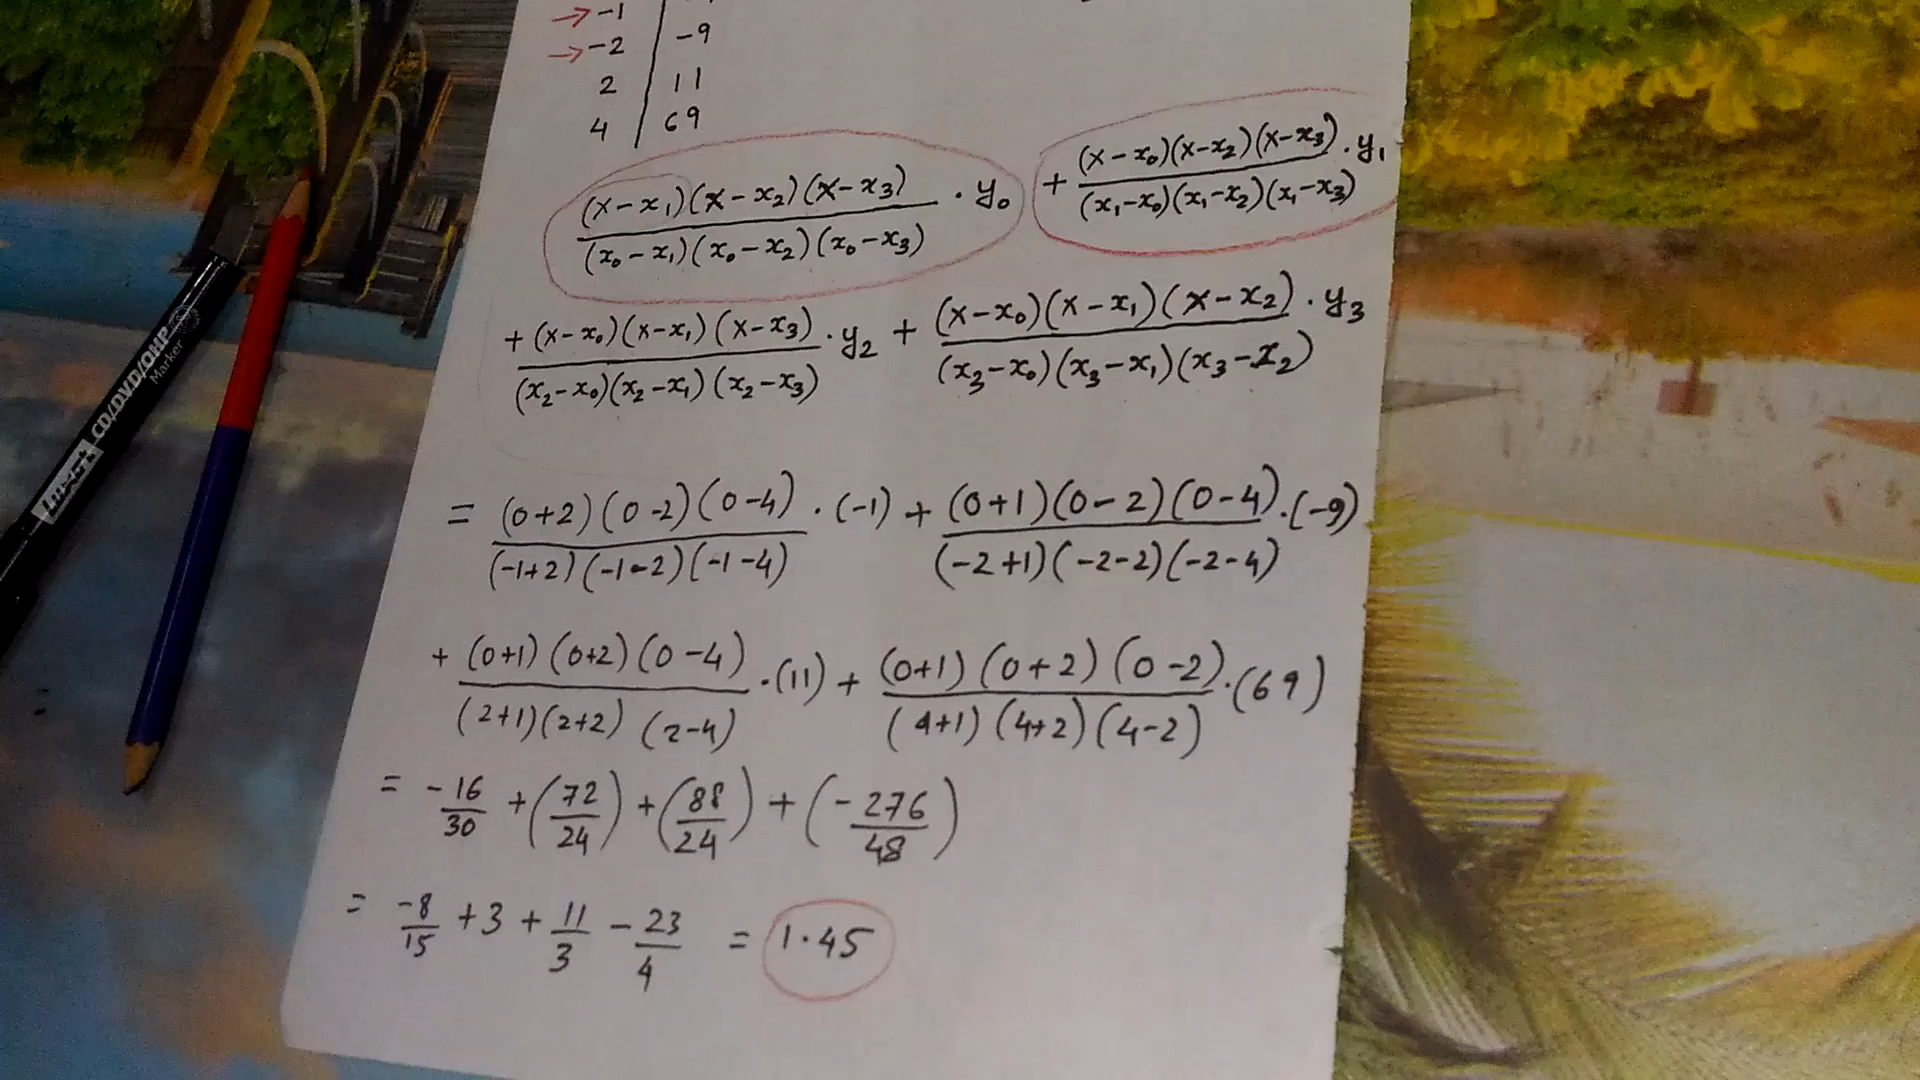 → -1
→ -2 | -9
2 | 11
4 | 69
(x-x₁)(x-x₂)(x-x₃) / (x₀-x₁)(x₀-x₂)(x₀-x₃) · y₀ + (x-x₀)(x-x₂)(x-x₃) / (x₁-x₀)(x₁-x₂)(x₁-x₃) · y₁
+ (x-x₀)(x-x₁)(x-x₃) / (x₂-x₀)(x₂-x₁)(x₂-x₃) · y₂ + (x-x₀)(x-x₁)(x-x₂) / (x₃-x₀)(x₃-x₁)(x₃-x₂) · y₃
= (0+2)(0-2)(0-4) / (-1+2)(-1-2)(-1-4) · (-1) + (0+1)(0-2)(0-4) / (-2+1)(-2-2)(-2-4) · (-9)
+ (0+1)(0+2)(0-4) / (2+1)(2+2)(2-4) · (11) + (0+1)(0+2)(0-2) / (4+1)(4+2)(4-2) · (69)
= -16/30 + (72/24) + (88/24) + (-276/48)
= -8/15 + 3 + 11/3 - 23/4 = 1.45
CD/DVD/OHP
Marker